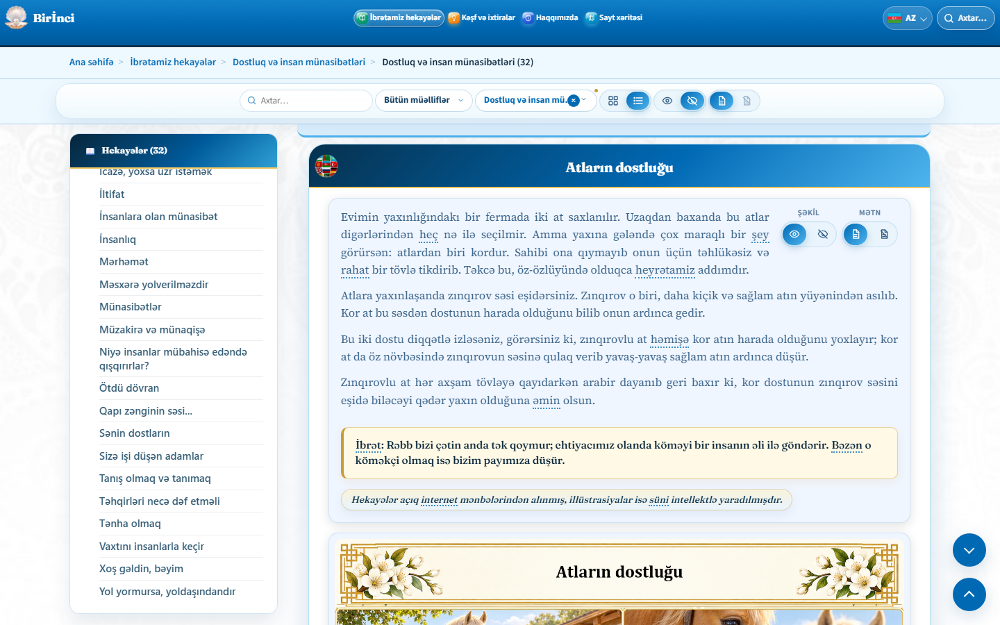 Birİnci
İbrətamiz hekayələr
Kəşf və ixtiralar
Haqqımızda
Sayt xəritəsi
AZ
Axtar...
Ana səhifə > İbrətamiz hekayələr > Dostluq və insan münasibətləri > Dostluq və insan münasibətləri (32)
Axtar...
Bütün müəlliflər
Dostluq və insan mü.
Hekayələr (32)
İcazə, yoxsa üzr istəmək
İltifat
İnsanlara olan münasibət
İnsanlıq
Mərhəmət
Məsxərə yolverilməzdir
Münasibətlər
Müzakirə və münaqişə
Niyə insanlar mübahisə edəndə
qışqırırlar?
Ötdü dövran
Qapı zənginin səsi...
Sənin dostların
Sizə işi düşən adamlar
Tanış olmaq və tanımaq
Təhqirləri necə dəf etməli
Tənha olmaq
Vaxtını insanlarla keçir
Xoş gəldin, bəyim
Yol yormursa, yoldaşındandır
Atların dostluğu
ŞƏKİL
MƏTN
Evimin yaxınlığındakı bir fermada iki at saxlanılır. Uzaqdan baxanda bu atlar
digərlərindən heç nə ilə seçilmir. Amma yaxına gələndə çox maraqlı bir şey
görürsən: atlardan biri kordur. Sahibi ona qıymayıb onun üçün təhlükəsiz və
rahat bir tövlə tikdirib. Təkcə bu, öz-özlüyündə olduqca heyrətamiz addımdır.
Atlara yaxınlaşanda zınqırov səsi eşidərsiniz. Zınqırov o biri, daha kiçik və sağlam atın yüyənindən asılıb.
Kor at bu səsdən dostunun harada olduğunu bilib onun ardınca gedir.
Bu iki dostu diqqətlə izləsəniz, görərsiniz ki, zınqırovlu at həmişə kor atın harada olduğunu yoxlayır; kor
at da öz növbəsində zınqırovun səsinə qulaq verib yavaş-yavaş sağlam atın ardınca düşür.
Zınqırovlu at hər axşam tövləyə qayıdarkən arabir dayanıb geri baxır ki, kor dostunun zınqırov səsini
eşidə biləcəyi qədər yaxın olduğuna əmin olsun.
İbrət: Rəbb bizi çətin anda tək qoymur; ehtiyacımız olanda köməyi bir insanın əli ilə göndərir. Bəzən o
köməkçi olmaq isə bizim payımıza düşür.
Hekayələr açıq internet mənbələrindən alınmış, illüstrasiyalar isə süni intellektlə yaradılmışdır.
Atların dostluğu